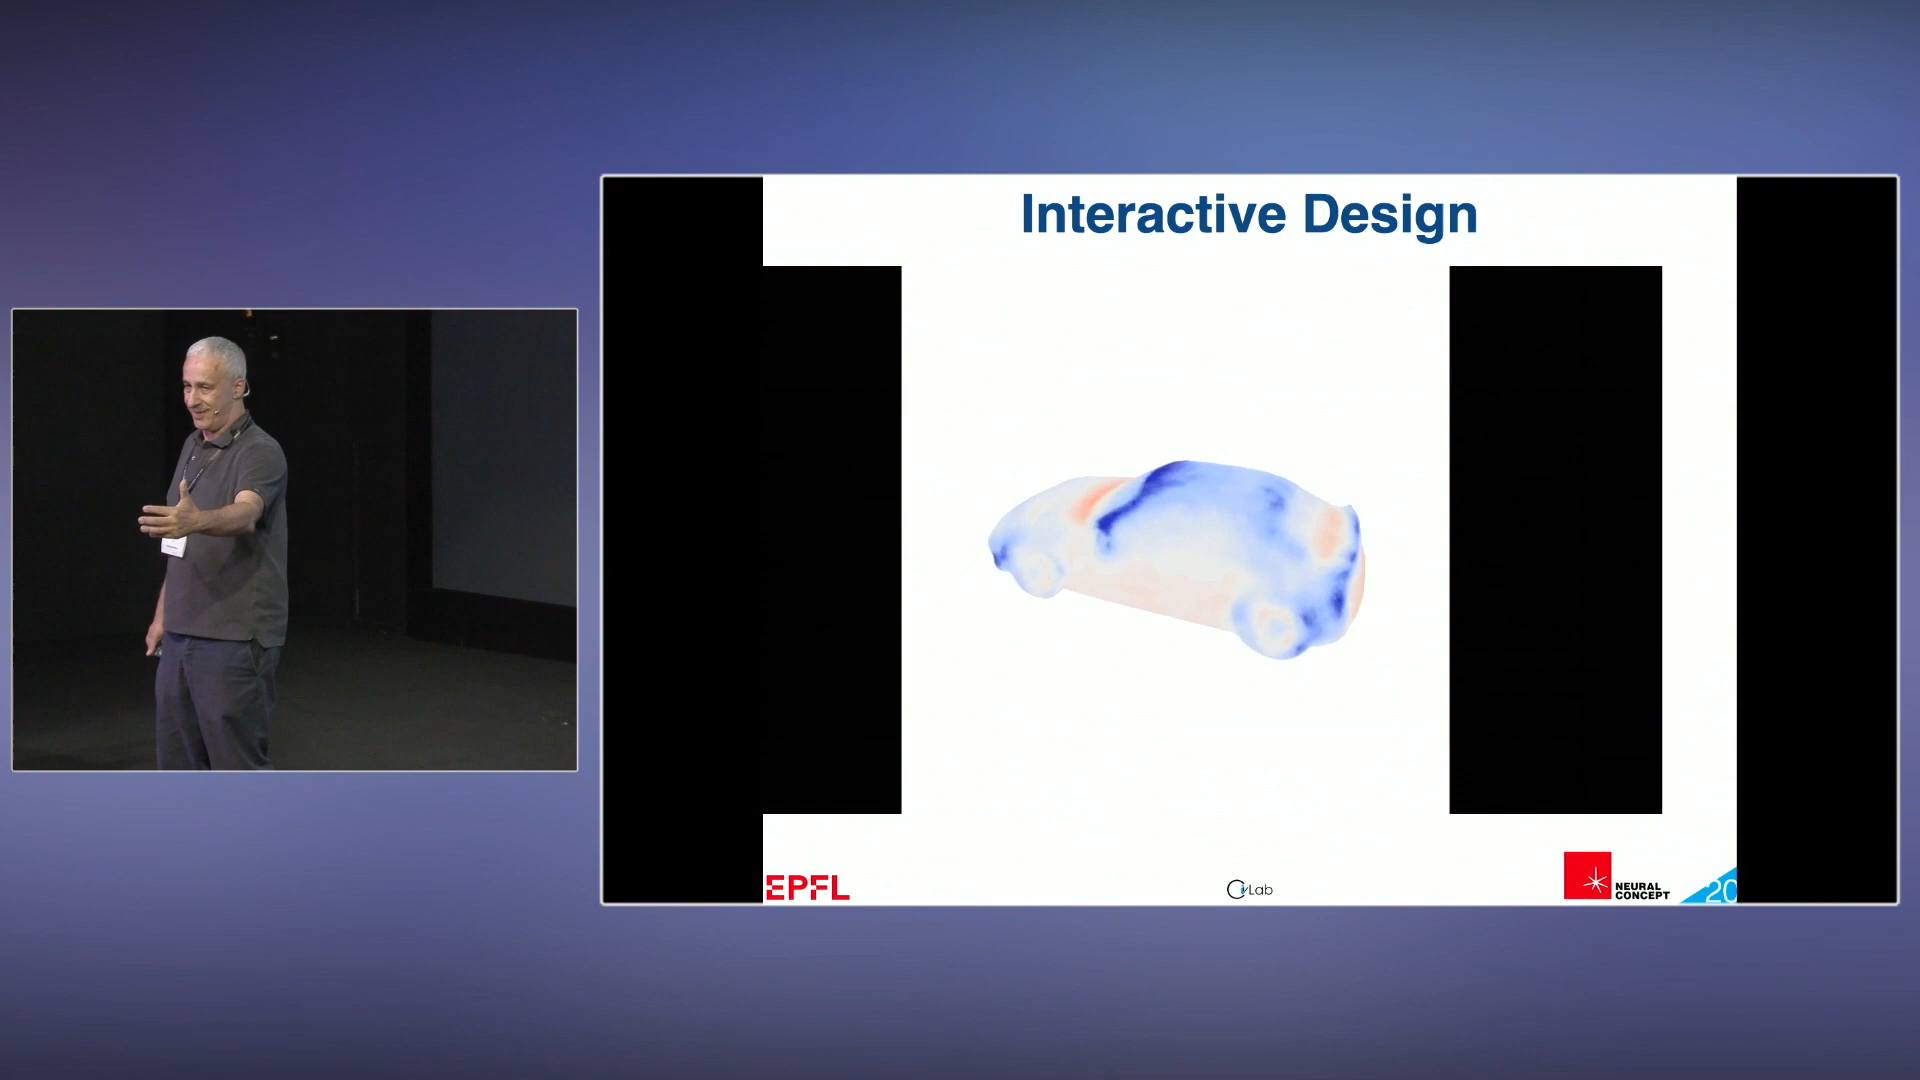 Interactive Design
EPFL
CvLab
NEURAL
CONCEPT
20